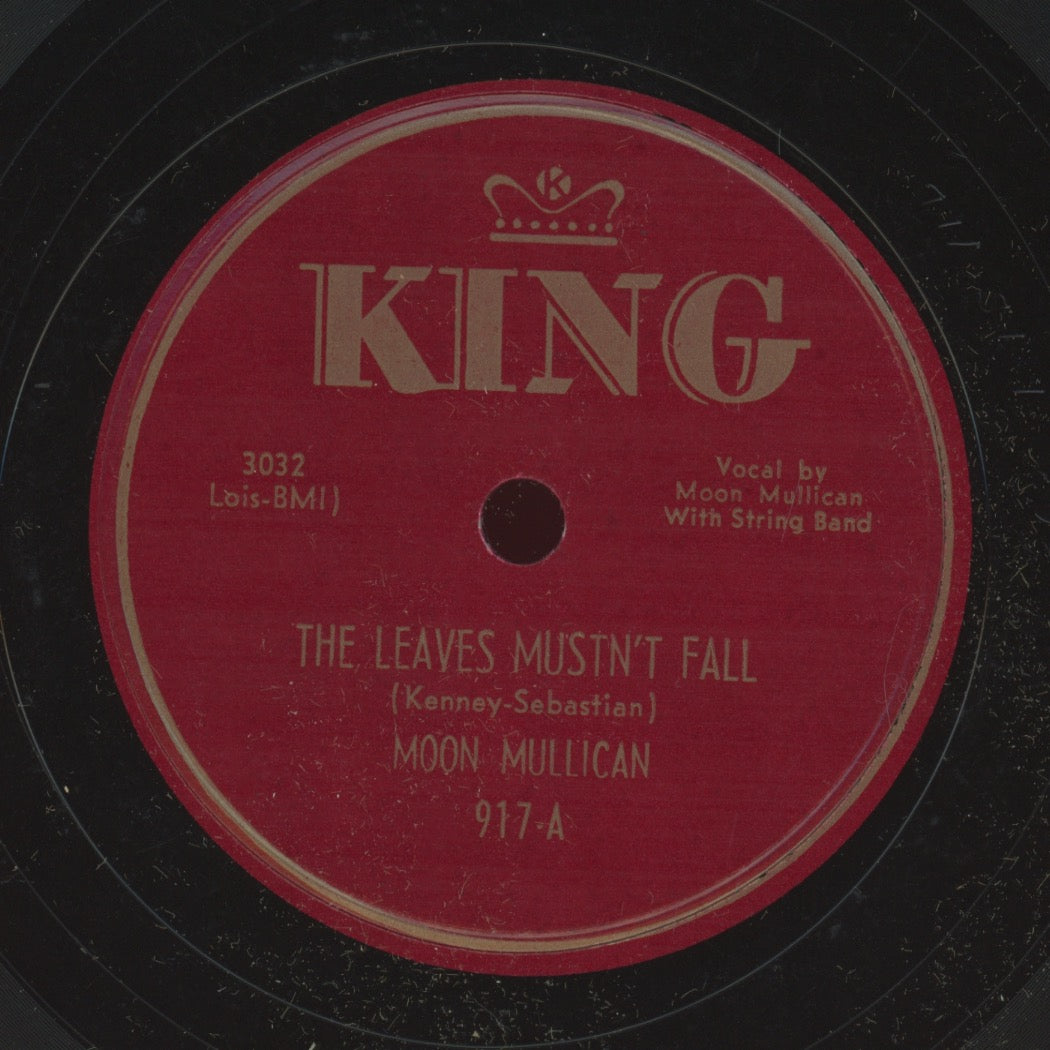 K
KING
3032
Lois-BMI)
Vocal by
Moon Mullican
With String Band
THE LEAVES MUSTN'T FALL
(Kenney-Sebastian)
MOON MULLICAN
917-A